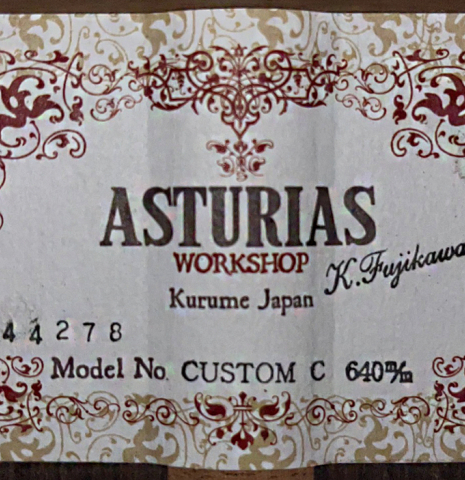 ASTURIAS
WORKSHOP
K.Fujikawa
Kurume Japan
44278
Model No. CUSTOM C 640m/m